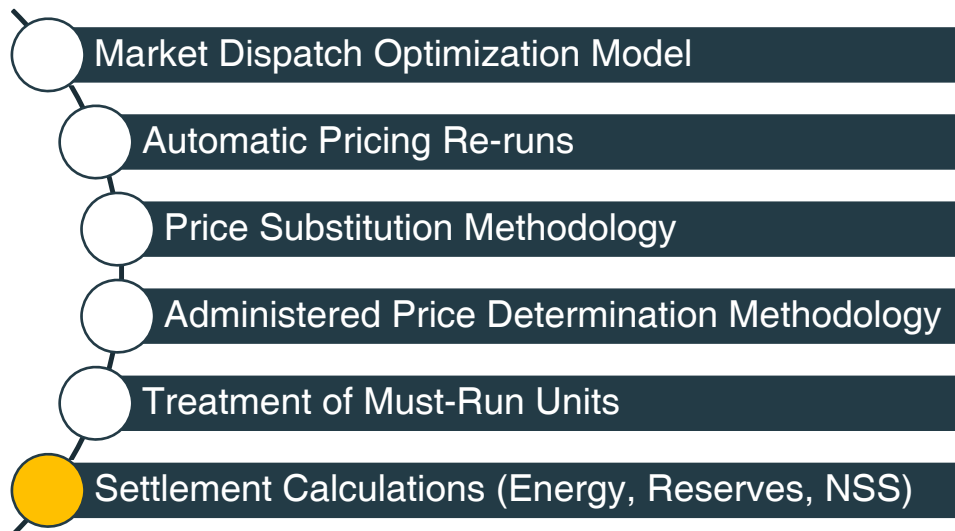 Market Dispatch Optimization Model
Automatic Pricing Re-runs
Price Substitution Methodology
Administered Price Determination Methodology
Treatment of Must-Run Units
Settlement Calculations (Energy, Reserves, NSS)